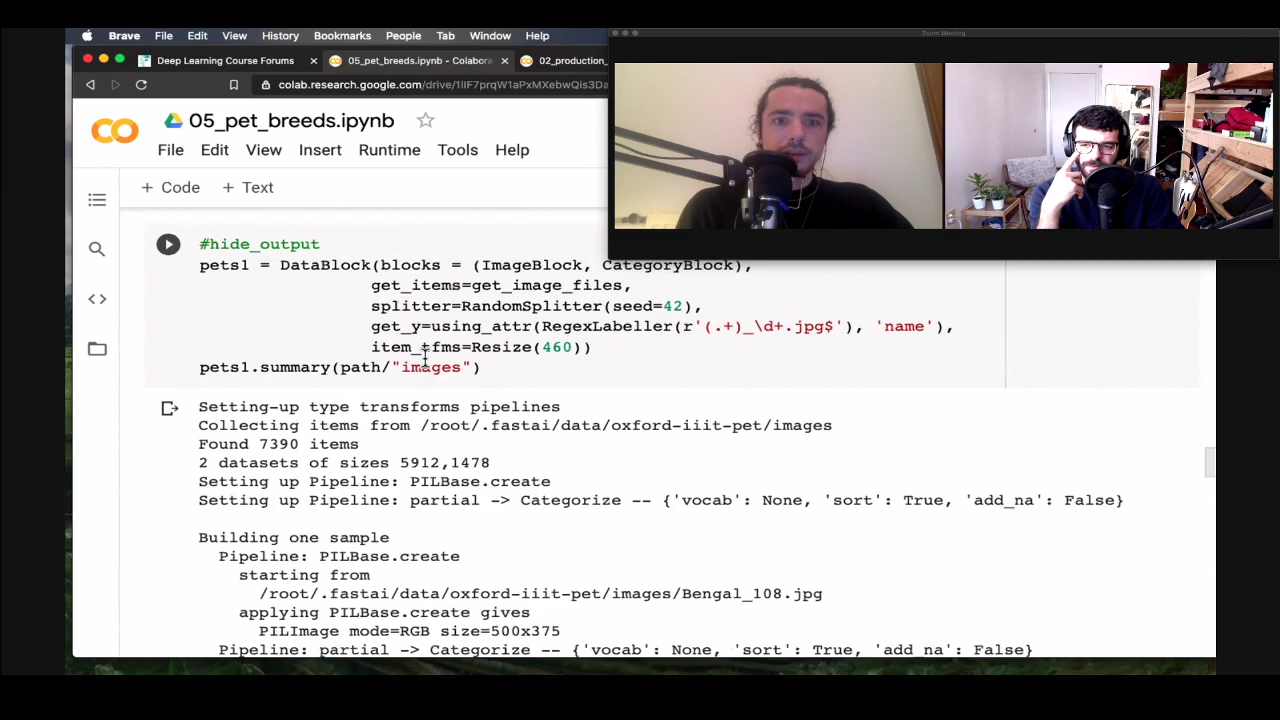 Brave File Edit View History Bookmarks People Tab Window Help
Zoom Meeting
Deep Learning Course Forums
05_pet_breeds.ipynb - Colabora
02_production_
colab.research.google.com/drive/
05_pet_breeds.ipynb
File Edit View Insert Runtime Tools Help
+ Code + Text
#hide_output
pets1 = DataBlock(blocks = (ImageBlock, CategoryBlock),
get_items=get_image_files,
splitter=RandomSplitter(seed=42),
get_y=using_attr(RegexLabeller(r'(.+)_\d+.jpg$'), 'name'),
item_tfms=Resize(460))
pets1.summary(path/"images")
Setting-up type transforms pipelines
Collecting items from /root/.fastai/data/oxford-iiit-pet/images
Found 7390 items
2 datasets of sizes 5912,1478
Setting up Pipeline: PILBase.create
Setting up Pipeline: partial -> Categorize -- {'vocab': None, 'sort': True, 'add_na': False}
Building one sample
Pipeline: PILBase.create
starting from
/root/.fastai/data/oxford-iiit-pet/images/Bengal_108.jpg
applying PILBase.create gives
PILImage mode=RGB size=500x375
Pipeline: partial -> Categorize -- {'vocab': None, 'sort': True, 'add_na': False}